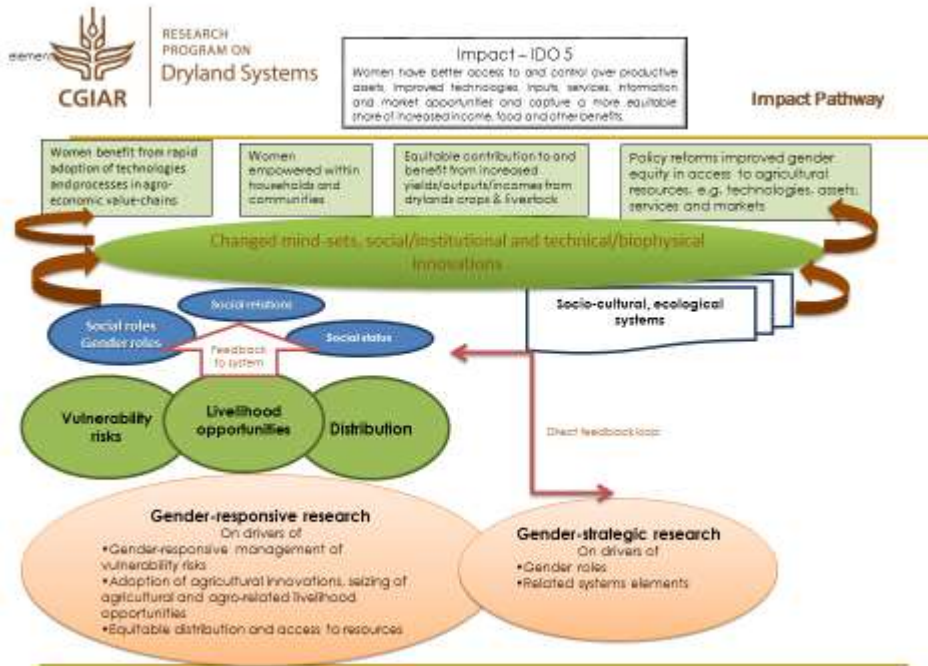 element
CGIAR
RESEARCH
PROGRAM ON
Dryland Systems
Impact – IDO 5
Women have better access to and control over productive
assets, improved technologies, inputs, services, information
and market opportunities and capture a more equitable
share of increased income, food and other benefits.
Impact Pathway
Women benefit from rapid
adoption of technologies
and processes in agro-
economic value-chains
Women
empowered within
households and
communities
Equitable contribution to and
benefit from increased
yields/outputs/incomes from
drylands crops & livestock
Policy reforms improved gender
equity in access to agricultural
resources, e.g. technologies, assets,
services and markets
Changed mind-sets, social/institutional and technical/biophysical
innovations
Social relations
Social roles
Gender roles
Social status
Feedback
to system
Socio-cultural, ecological
systems
Vulnerability
risks
Livelihood
opportunities
Distribution
Direct feedback loop
Gender-responsive research
On drivers of
•Gender-responsive management of
vulnerability risks
•Adoption of agricultural innovations, seizing of
agricultural and agro-related livelihood
opportunities
•Equitable distribution and access to resources
Gender-strategic research
On drivers of
•Gender roles
•Related systems elements